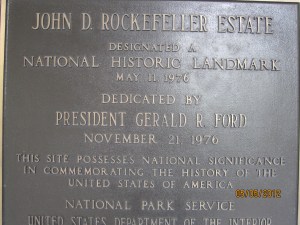 JOHN D. ROCKEFELLER ESTATE
DESIGNATED A
NATIONAL HISTORIC LANDMARK
MAY 11, 1976
DEDICATED BY
PRESIDENT GERALD R. FORD
NOVEMBER 21 1976
THIS SITE POSSESSES NATIONAL SIGNIFICANCE
IN COMMEMORATING THE HISTORY OF THE
UNITED STATES OF AMERICA
NATIONAL PARK SERVICE
UNITED STATES DEPARTMENT OF THE INTERIOR